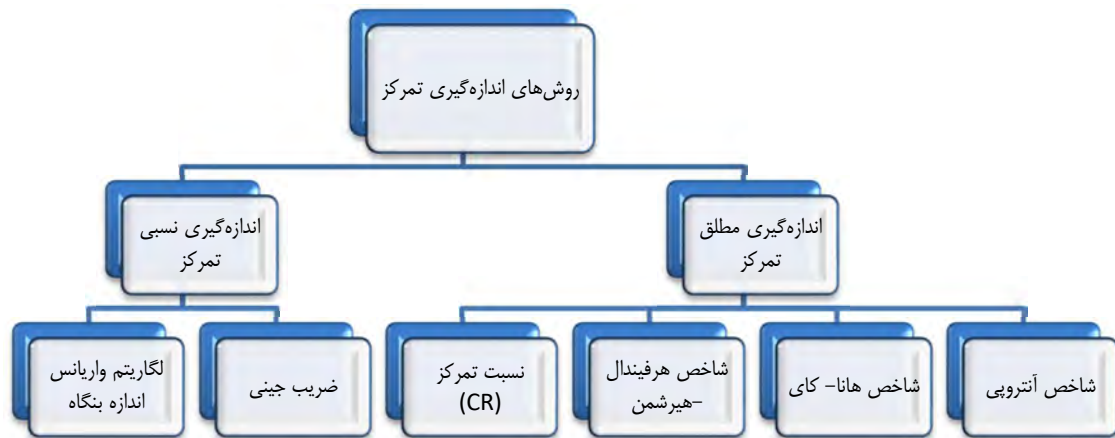 روش‌های اندازه‌گیری تمرکز
اندازه‌گیری مطلق
تمرکز
اندازه‌گیری نسبی
تمرکز
شاخص آنتروپی
شاخص هانا– کای
شاخص هرفیندال
–هیرشمن
نسبت تمرکز
(CR)
ضریب جینی
لگاریتم واریانس
اندازه بنگاه